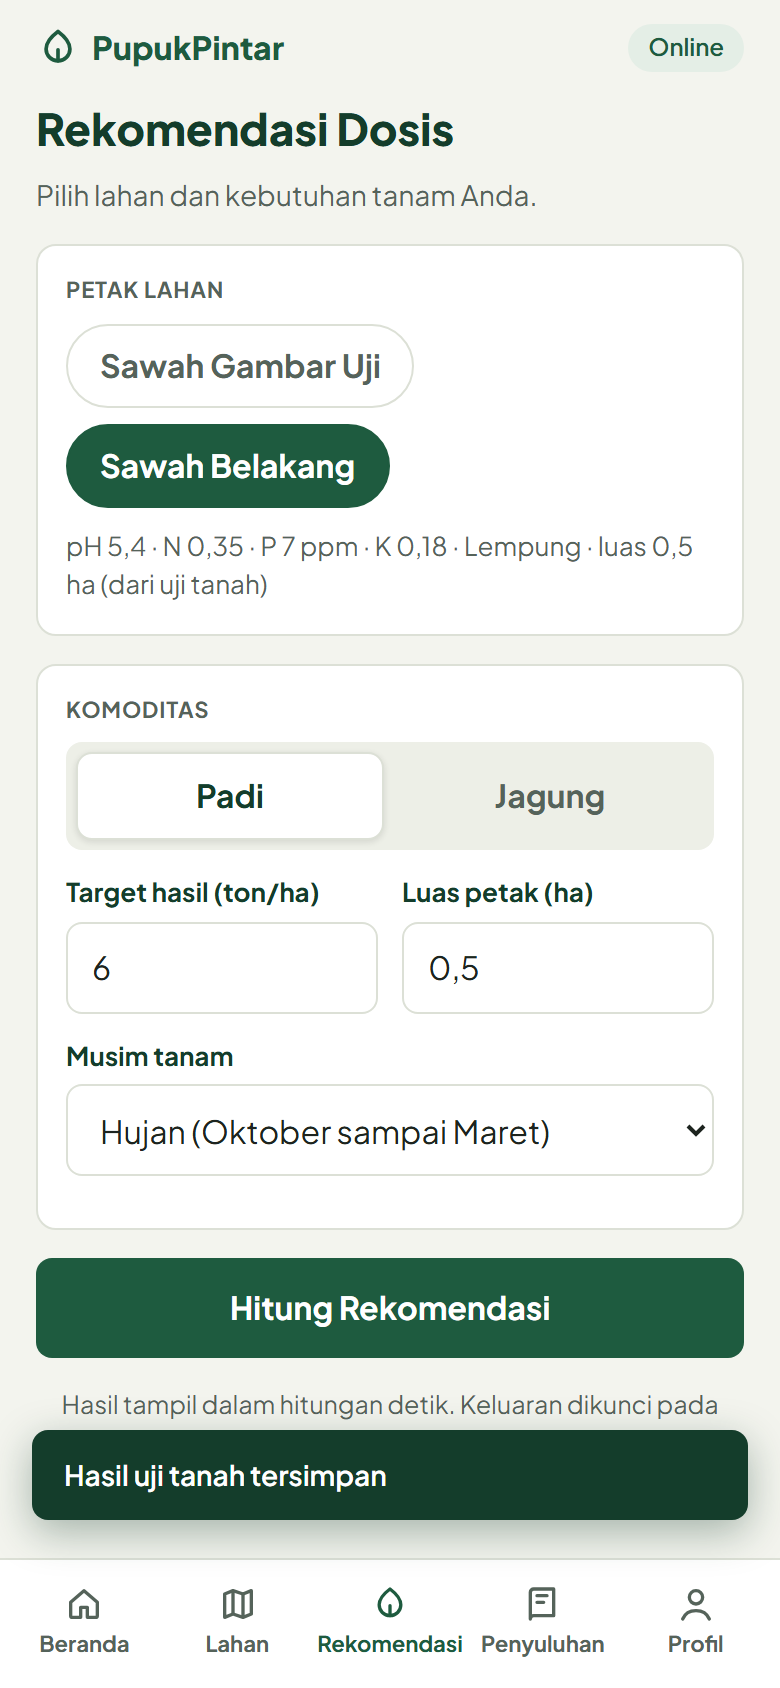 PupukPintar
Online
Rekomendasi Dosis
Pilih lahan dan kebutuhan tanam Anda.
PETAK LAHAN
Sawah Gambar Uji
Sawah Belakang
pH 5,4 · N 0,35 · P 7 ppm · K 0,18 · Lempung · luas 0,5
ha (dari uji tanah)
KOMODITAS
Padi
Jagung
Target hasil (ton/ha)
Luas petak (ha)
6
0,5
Musim tanam
Hujan (Oktober sampai Maret)
Hitung Rekomendasi
Hasil tampil dalam hitungan detik. Keluaran dikunci pada
Hasil uji tanah tersimpan
Beranda
Lahan
Rekomendasi
Penyuluhan
Profil